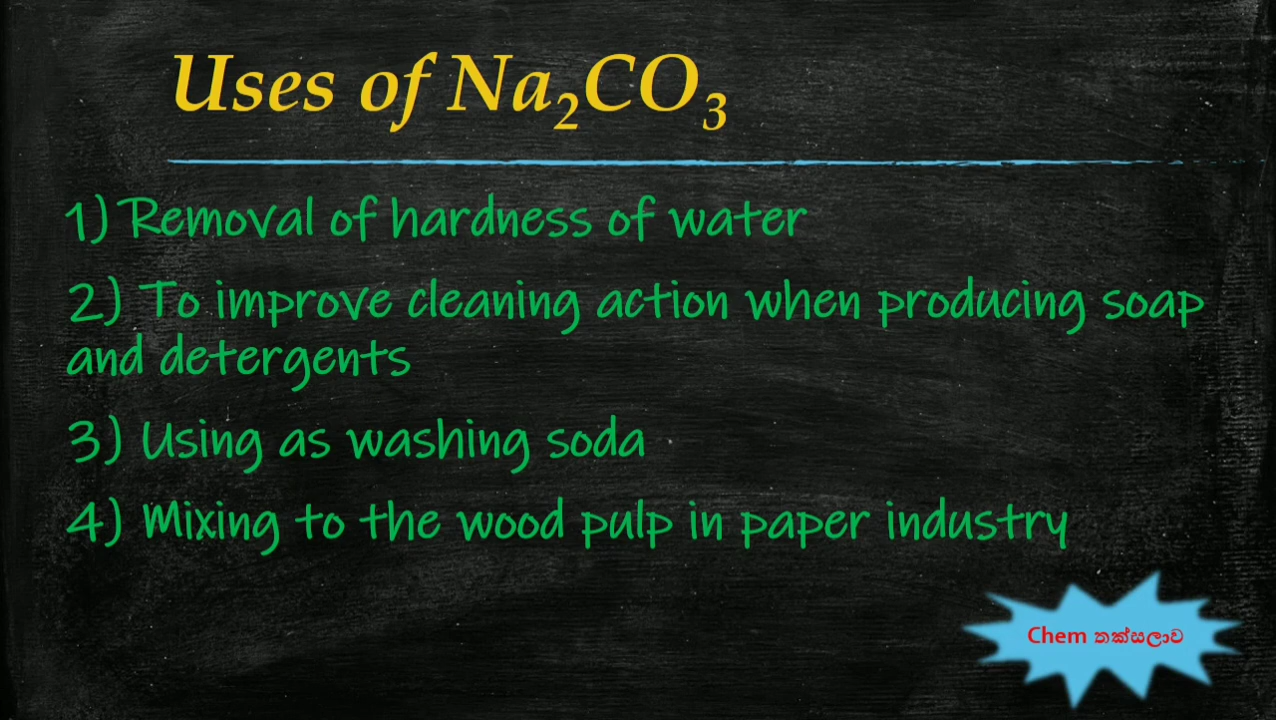 Uses of Na₂CO₃
1) Removal of hardness of water
2) To improve cleaning action when producing soap
and detergents
3) Using as washing soda
4) Mixing to the wood pulp in paper industry
Chem තක්සලාව